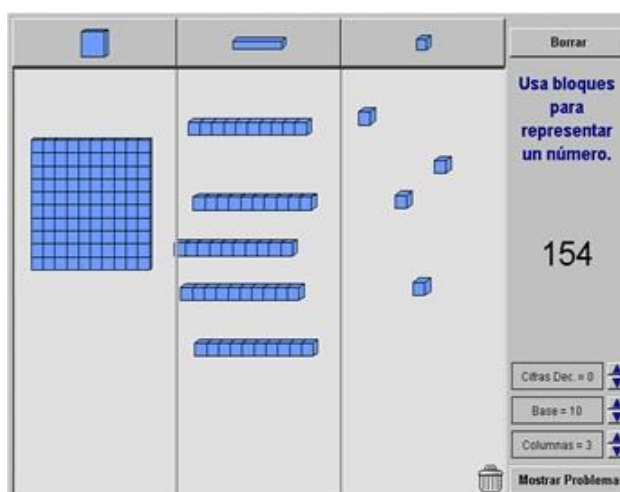 Borrar
Usa bloques
para
representar
un número.
154
Cifras Dec. = 0
Base = 10
Columnas = 3
Mostrar Problema